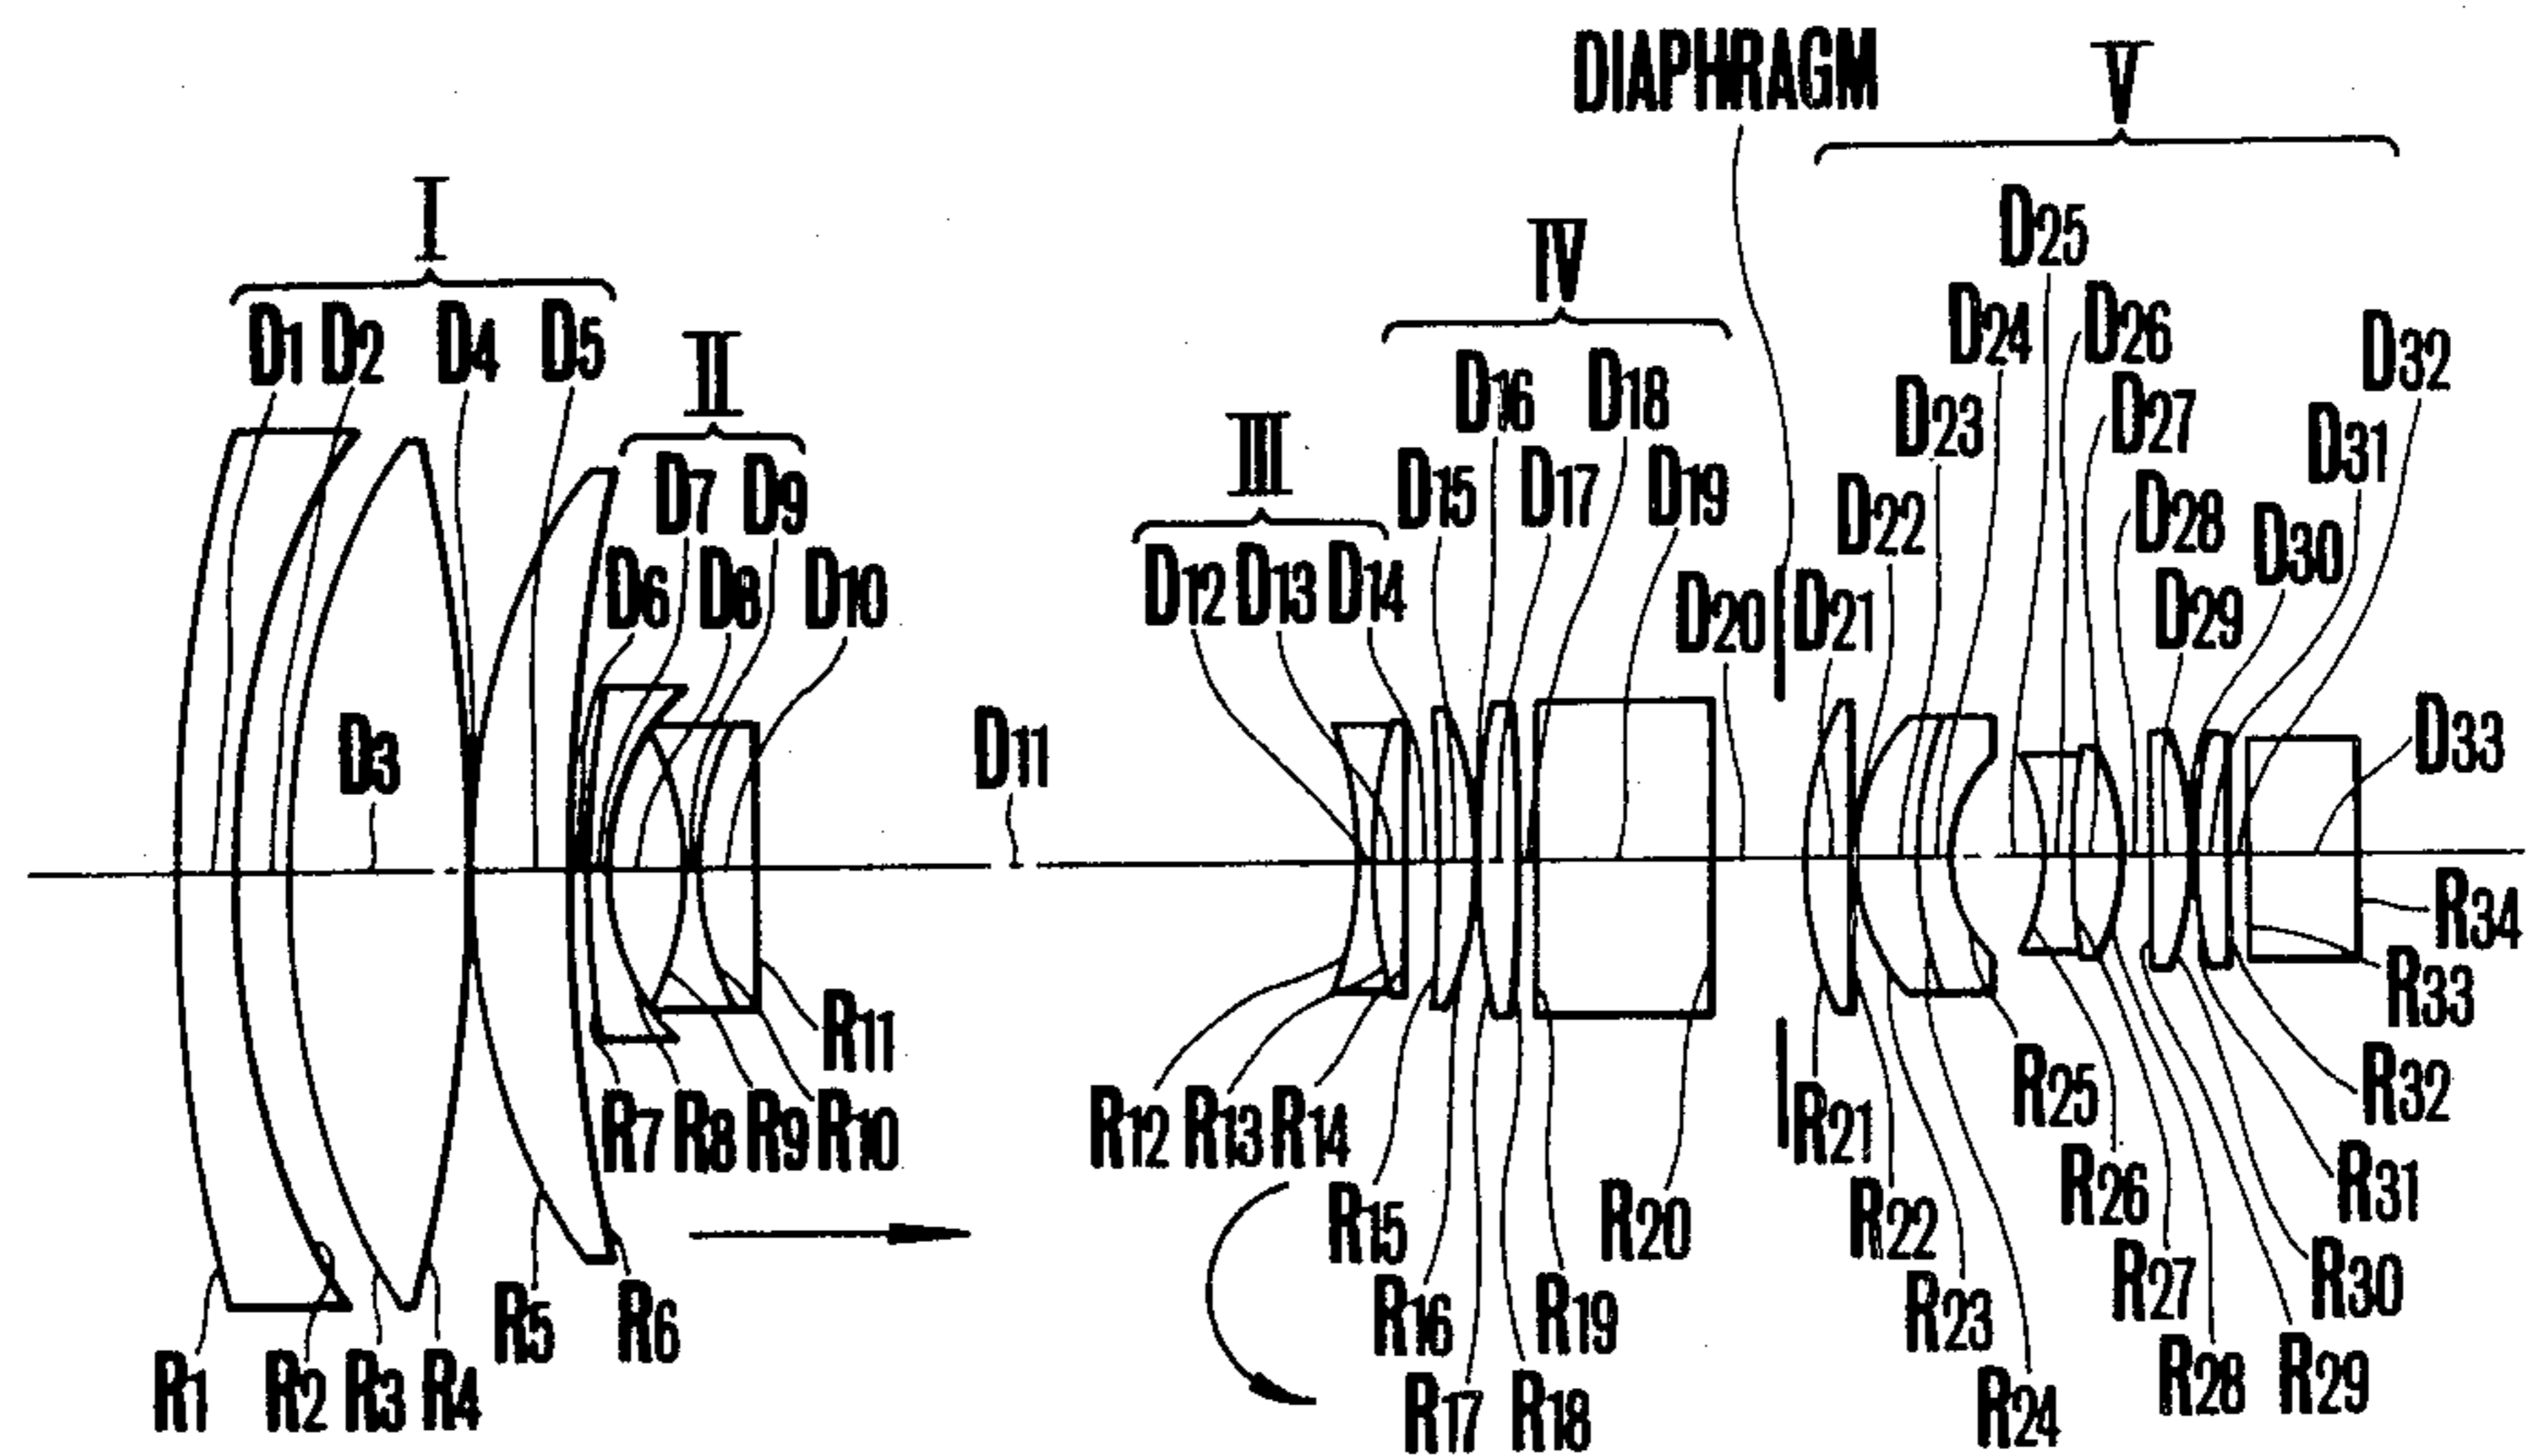 DIAPHRAGM
V
I
IV
II
III
D1 D2 D4 D5
D7 D9
D6 D8 D10
D3
D11
D12 D13 D14
D15 D16 D17 D18 D19
D20 D21
D22 D23 D24 D25
D26 D27 D28 D29
D30 D31 D32
D33
R1 R2 R3 R4 R5 R6
R7 R8 R9 R10 R11
R12 R13 R14
R15 R16 R17 R18 R19 R20
R21 R22 R23 R24 R25
R26 R27 R28 R29 R30
R31 R32 R33 R34